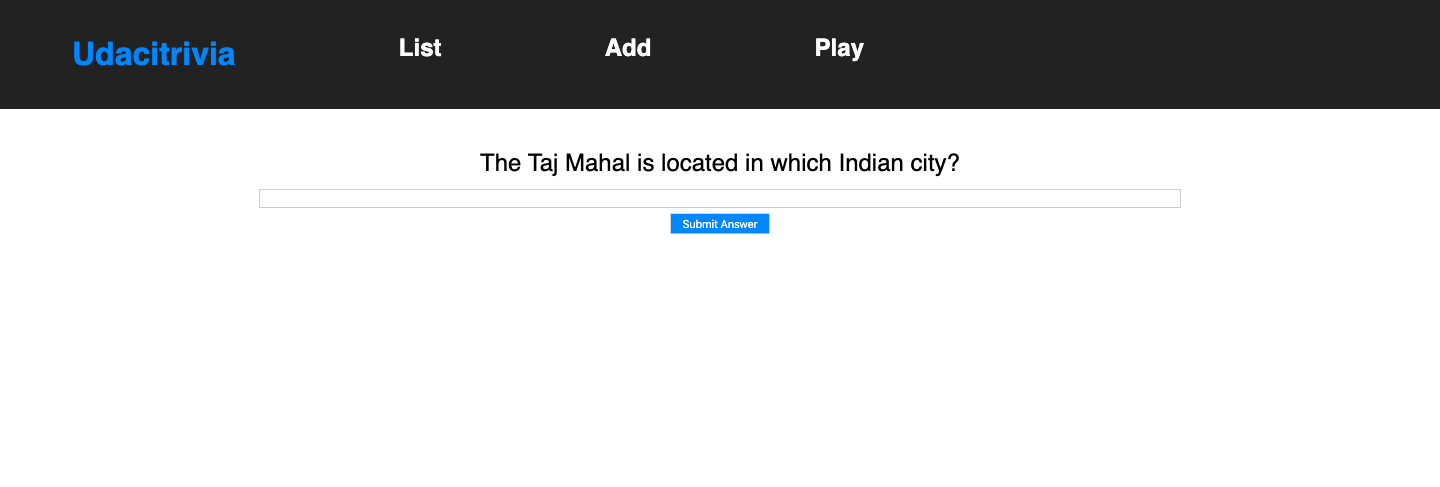 Udacitrivia List Add Play
The Taj Mahal is located in which Indian city?
Submit Answer